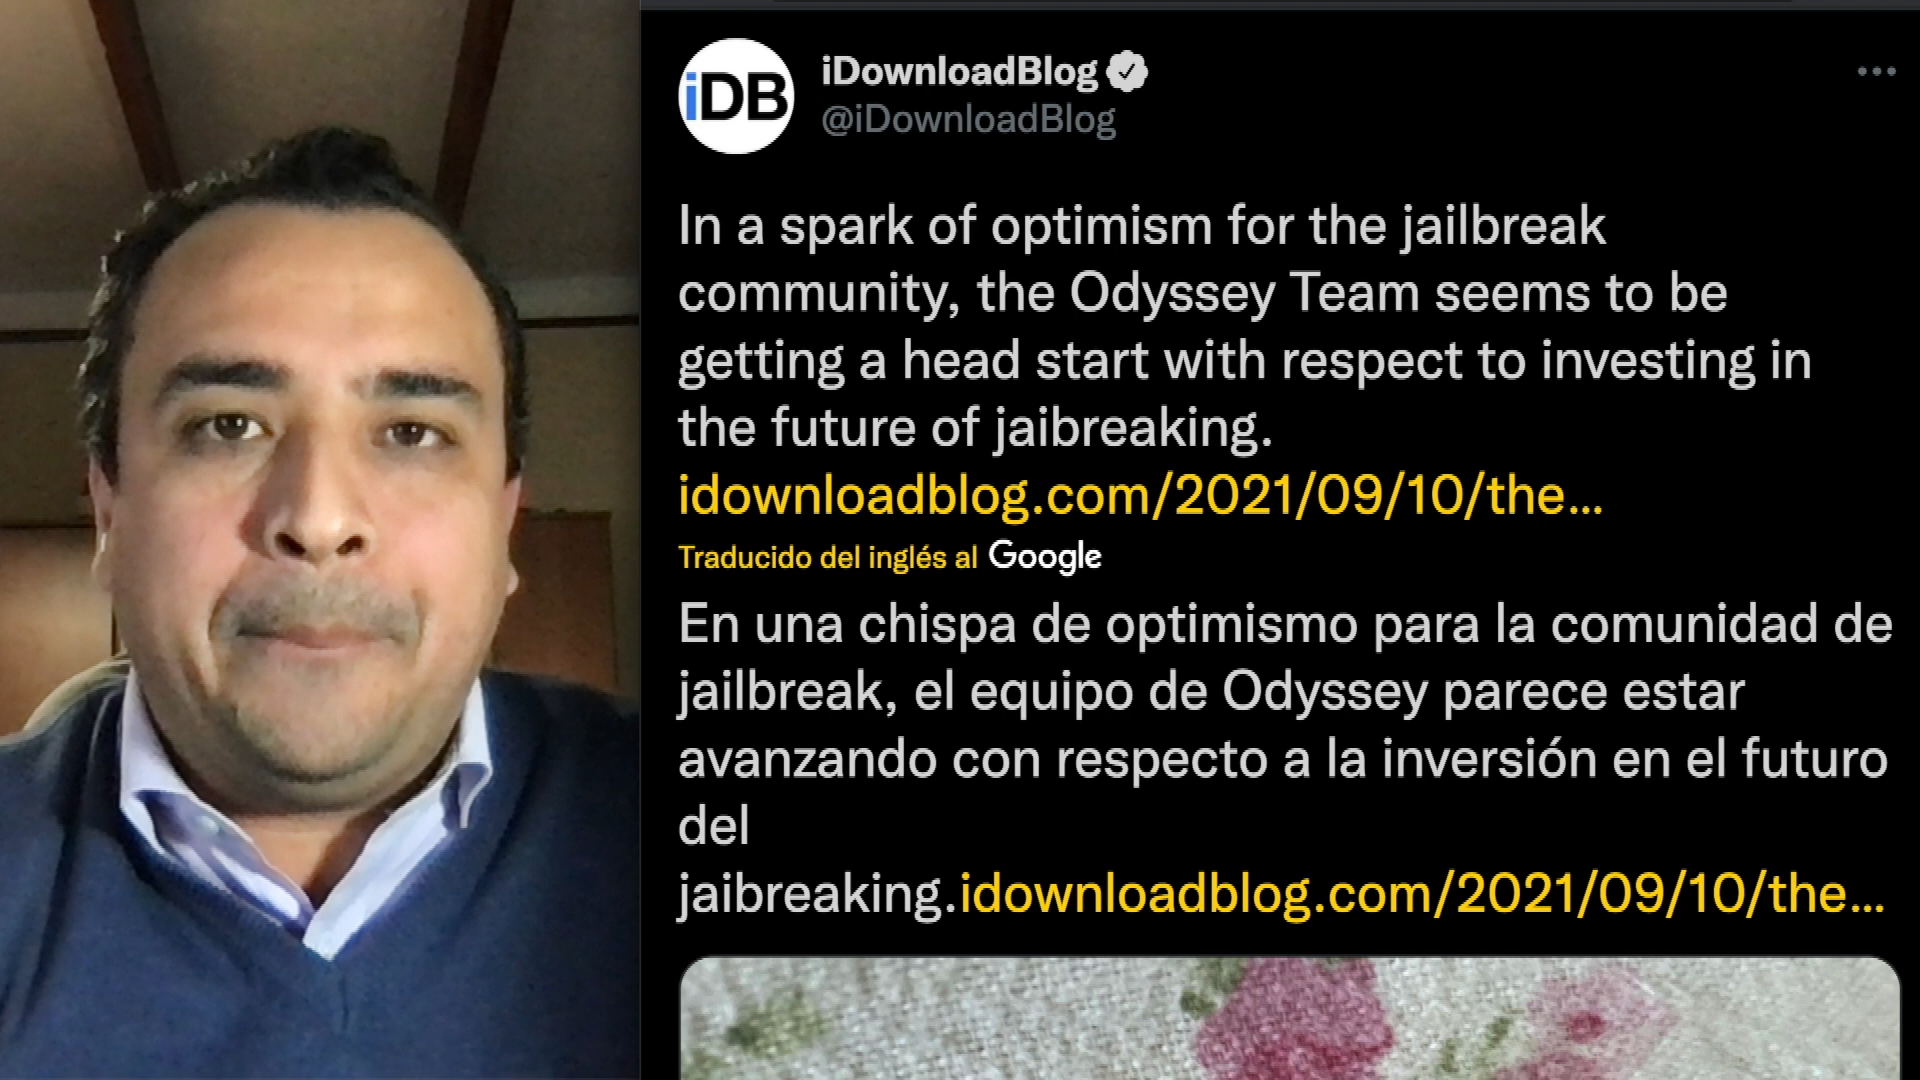 iDB
iDownloadBlog
@iDownloadBlog
In a spark of optimism for the jailbreak
community, the Odyssey Team seems to be
getting a head start with respect to investing in
the future of jaibreaking.
idownloadblog.com/2021/09/10/the...
Traducido del inglés al Google
En una chispa de optimismo para la comunidad de
jailbreak, el equipo de Odyssey parece estar
avanzando con respecto a la inversión en el futuro
del
jaibreaking.idownloadblog.com/2021/09/10/the...